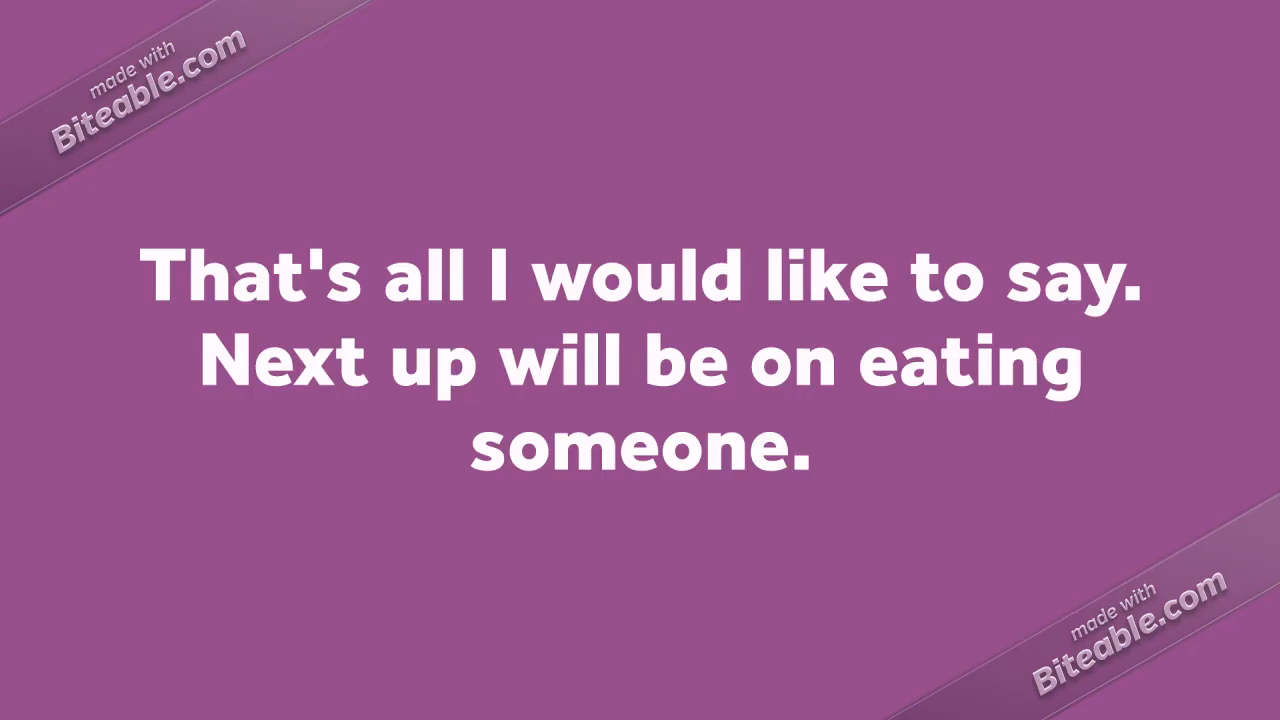 made with
Biteable.com
That's all I would like to say.
Next up will be on eating
someone.
made with
Biteable.com